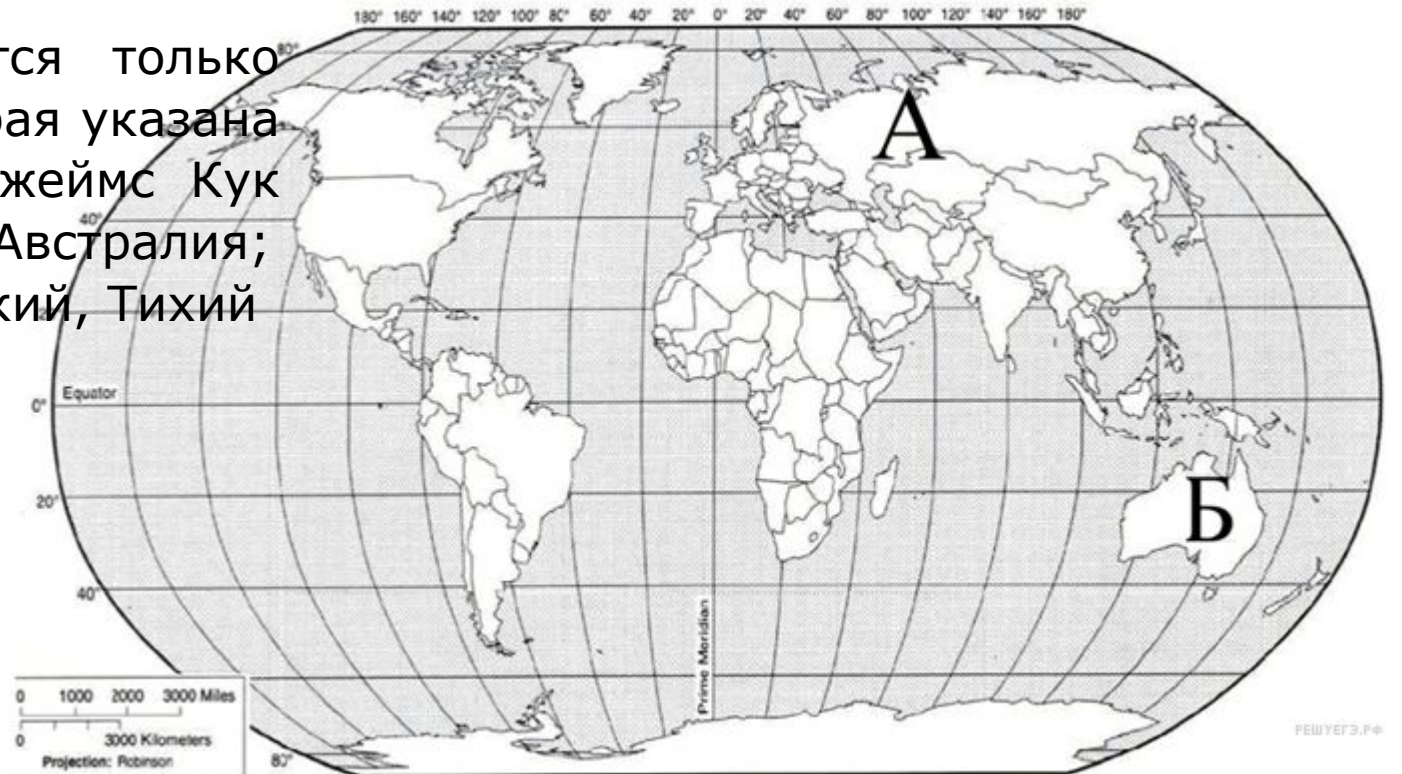 180° 160° 140° 120° 100° 80° 60° 40° 20° 0° 20° 40° 60° 80° 100° 120° 140° 160° 180°
80°
тся только
рая указана
жеймс Кук
40°
Австралия;
кий, Тихий
А
Equator
0°
20°
Б
40°
Prime Meridian
0 1000 2000 3000 Miles
0 3000 Kilometers
Projection: Robinson
80°
РЕШУЕГЭ.РФ